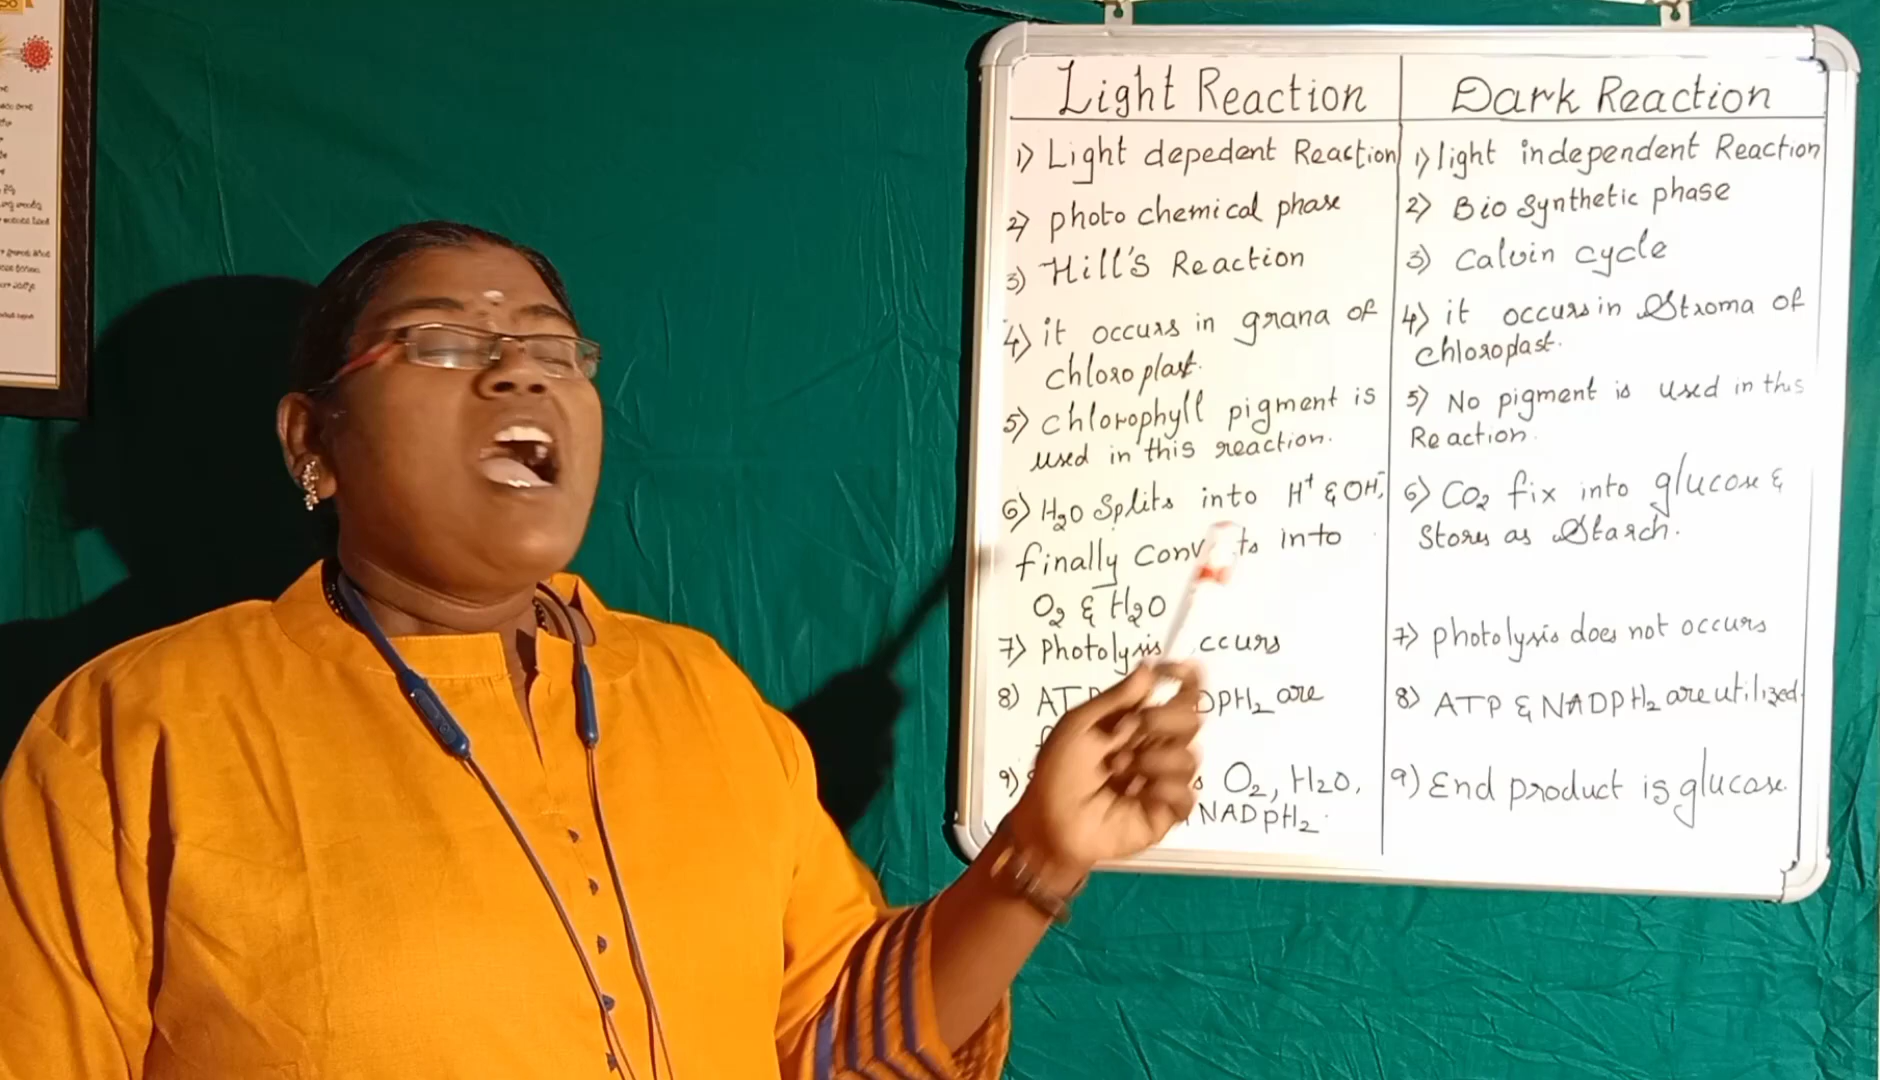 Light Reaction
1) Light depedent Reaction
2) photo chemical phase
3) Hill's Reaction
4) it occurs in grana of
chloroplast.
5) chlorophyll pigment is
used in this reaction.
6) H₂O Splits into H⁺ & OH⁻,
finally into
O₂ & H₂O
7) photolysis
8) are
9) O₂, H₂O,
NADPH₂.
Dark Reaction
1) light independent Reaction
2) Bio Synthetic phase
3) Calvin cycle
4) it occurs in Stroma of
chloroplast.
5) No pigment is used in this
Reaction.
6) CO₂ fix into glucose &
Stores as Starch.
7) photolysis does not occurs
8) ATP & NADPH₂ are utilized.
9) End product is glucose.